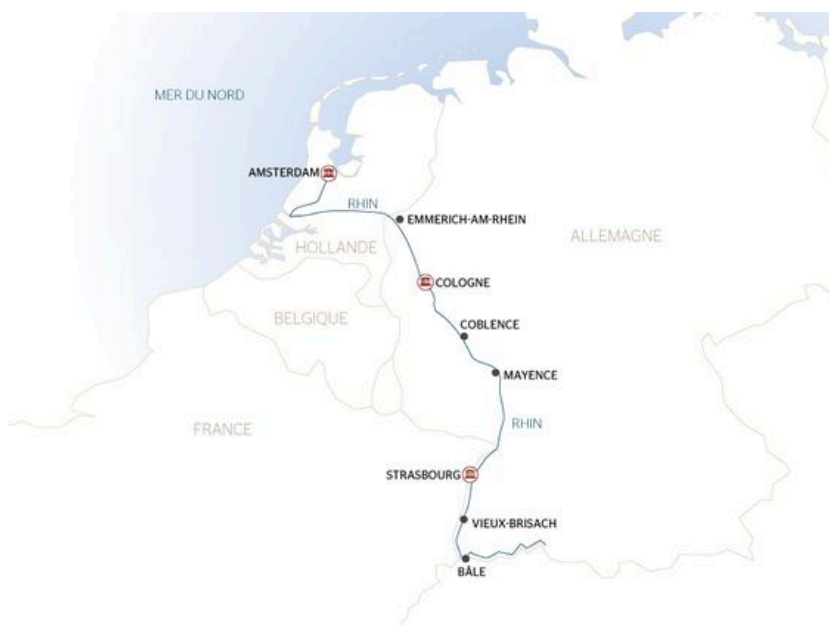 MER DU NORD
AMSTERDAM
RHIN
EMMERICH-AM-RHEIN
HOLLANDE
ALLEMAGNE
COLOGNE
BELGIQUE
COBLENCE
MAYENCE
RHIN
FRANCE
STRASBOURG
VIEUX-BRISACH
BÂLE